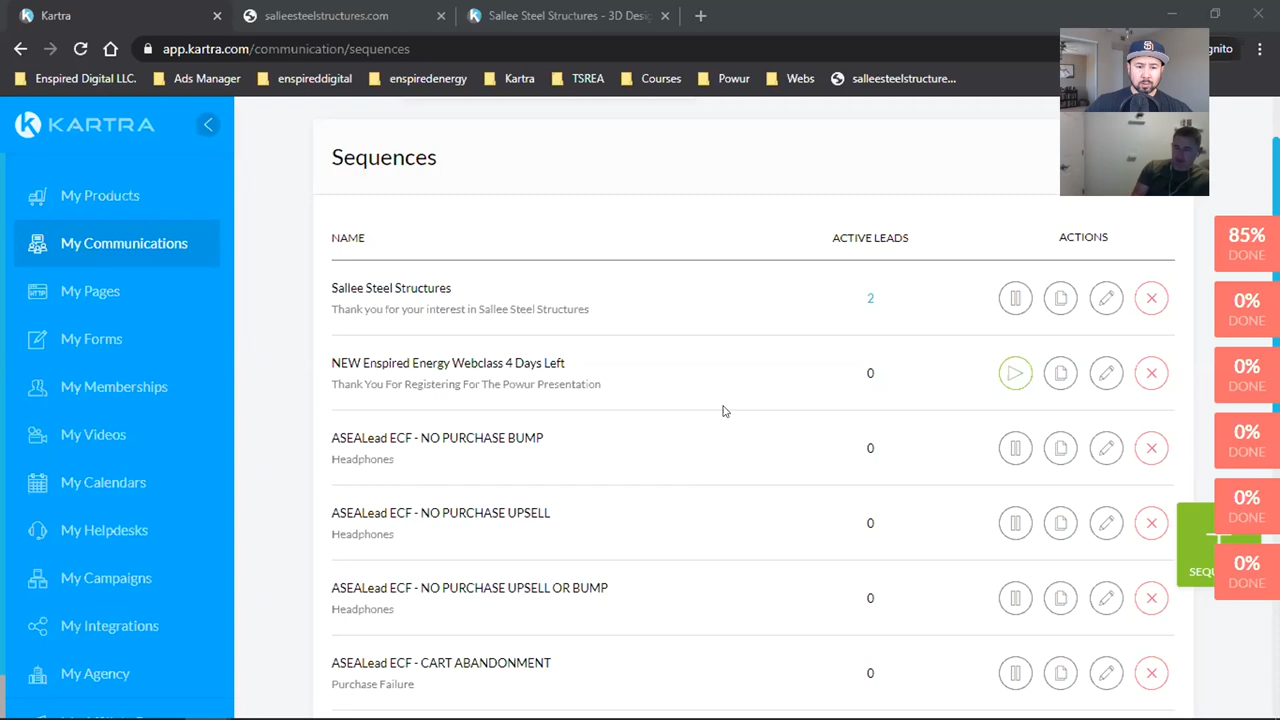 Kartra
salleesteelstructures.com
Sallee Steel Structures - 3D Desig
app.kartra.com/communication/sequences
ognito
Enspired Digital LLC.
Ads Manager
enspireddigital
enspiredenergy
Kartra
TSREA
Courses
Powur
Webs
salleesteelstructure...
KARTRA
My Products
My Communications
My Pages
My Forms
My Memberships
My Videos
My Calendars
My Helpdesks
My Campaigns
My Integrations
My Agency
Sequences
NAME
ACTIVE LEADS
ACTIONS
Sallee Steel Structures
Thank you for your interest in Sallee Steel Structures
2
NEW Enspired Energy Webclass 4 Days Left
Thank You For Registering For The Powur Presentation
0
ASEALead ECF - NO PURCHASE BUMP
Headphones
0
ASEALead ECF - NO PURCHASE UPSELL
Headphones
0
ASEALead ECF - NO PURCHASE UPSELL OR BUMP
Headphones
0
ASEALead ECF - CART ABANDONMENT
Purchase Failure
0
85%
DONE
0%
DONE
0%
DONE
0%
DONE
0%
DONE
0%
DONE
SEQU